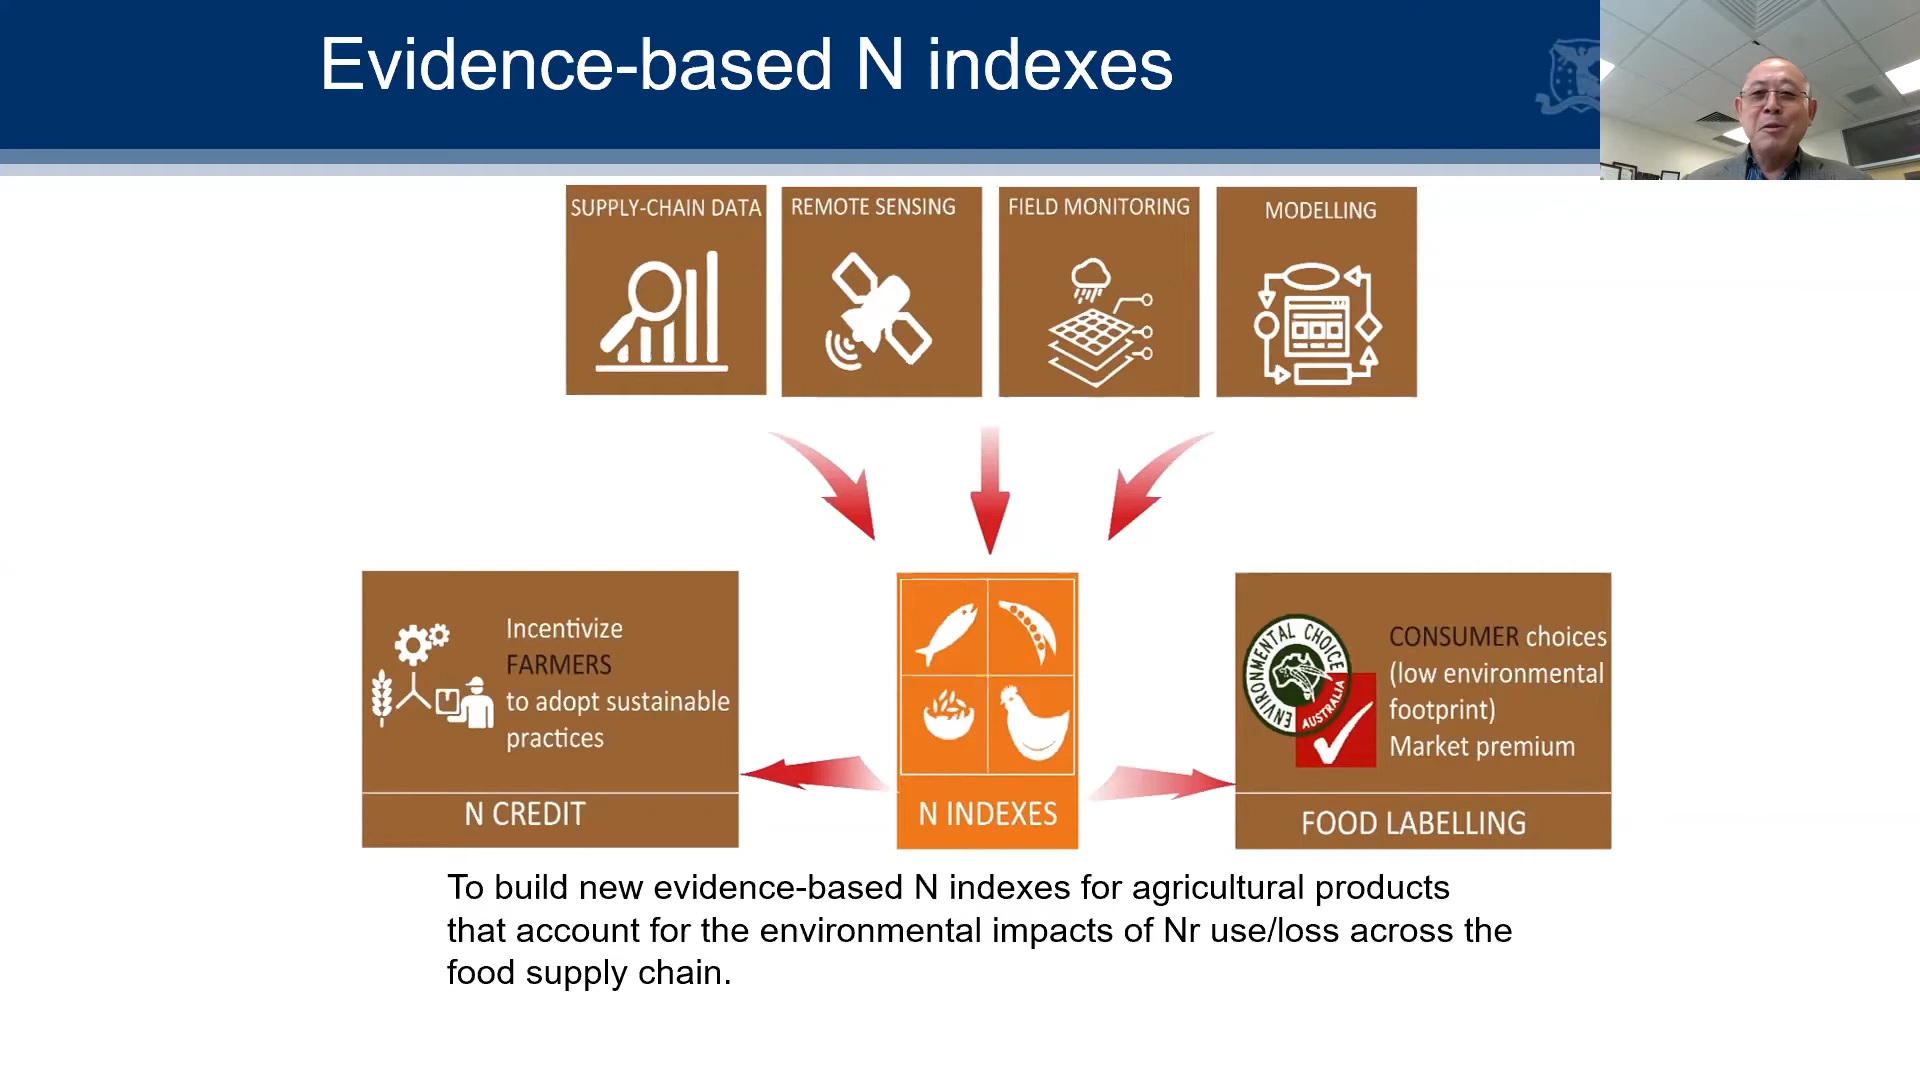 Evidence-based N indexes
SUPPLY-CHAIN DATA
REMOTE SENSING
FIELD MONITORING
MODELLING
Incentivize
FARMERS
to adopt sustainable
practices
N CREDIT
N INDEXES
ENVIRONMENTAL CHOICE
AUSTRALIA
CONSUMER choices
(low environmental
footprint)
Market premium
FOOD LABELLING
To build new evidence-based N indexes for agricultural products
that account for the environmental impacts of Nr use/loss across the
food supply chain.